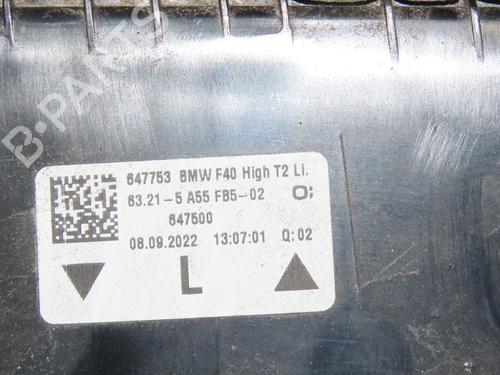 B-PARTS
647753 BMW F40 High T2 Li.
63.21-5 A55 FB5-02 O;
647500
08.09.2022 13:07:01 Q:02
L